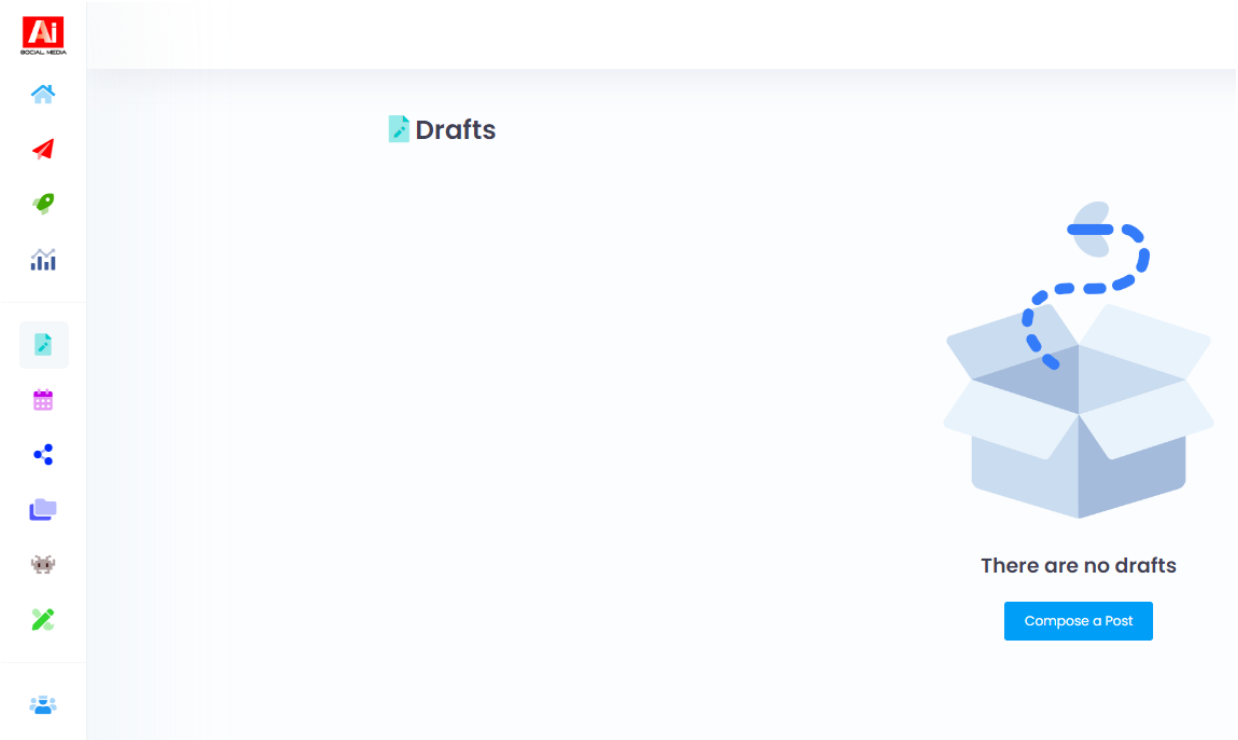 Ai
SOCIAL MEDIA
Drafts
There are no drafts
Compose a Post